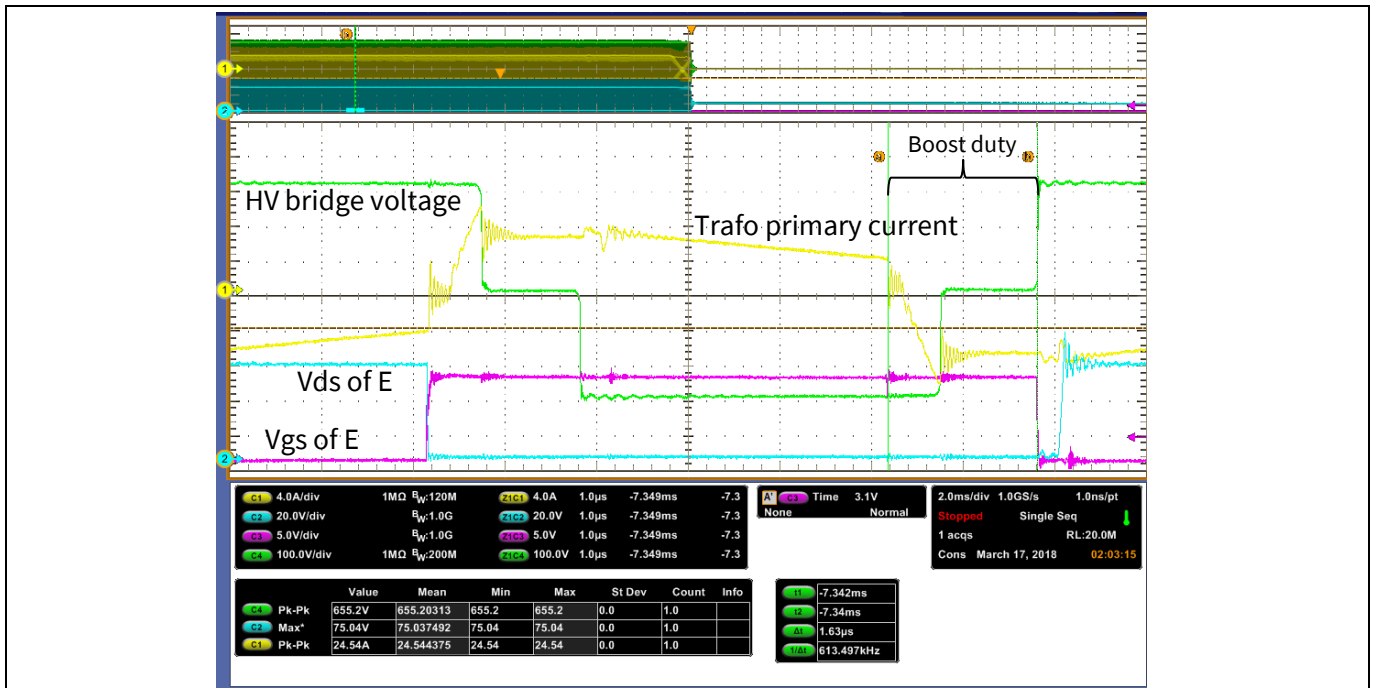 a
1
2
Boost duty
a
b
HV bridge voltage
Trafo primary current
1
Vds of E
Vgs of E
2
C1 4.0A/div 1MΩ BW:120M Z1C1 4.0A 1.0µs -7.349ms -7.3
C2 20.0V/div BW:1.0G Z1C2 20.0V 1.0µs -7.349ms -7.3
C3 5.0V/div BW:1.0G Z1C3 5.0V 1.0µs -7.349ms -7.3
C4 100.0V/div 1MΩ BW:200M Z1C4 100.0V 1.0µs -7.349ms -7.3
A' C3 Time 3.1V
None Normal
2.0ms/div 1.0GS/s 1.0ns/pt
Stopped Single Seq
1 acqs RL:20.0M
Cons March 17, 2018 02:03:15
Value Mean Min Max St Dev Count Info
C4 Pk-Pk 655.2V 655.20313 655.2 655.2 0.0 1.0
C2 Max* 75.04V 75.037492 75.04 75.04 0.0 1.0
C1 Pk-Pk 24.54A 24.544375 24.54 24.54 0.0 1.0
t1 -7.342ms
t2 -7.34ms
Δt 1.63µs
1/Δt 613.497kHz